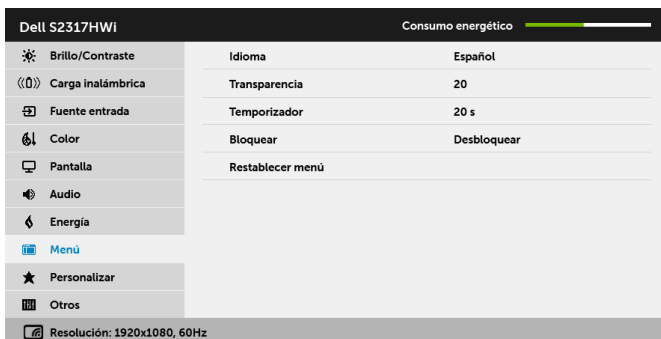 Dell S2317HWi Consumo energético
Brillo/Contraste Idioma Español
Carga inalámbrica Transparencia 20
Fuente entrada Temporizador 20 s
Color Bloquear Desbloquear
Pantalla Restablecer menú
Audio
Energía
Menú
Personalizar
Otros
Resolución: 1920x1080, 60Hz